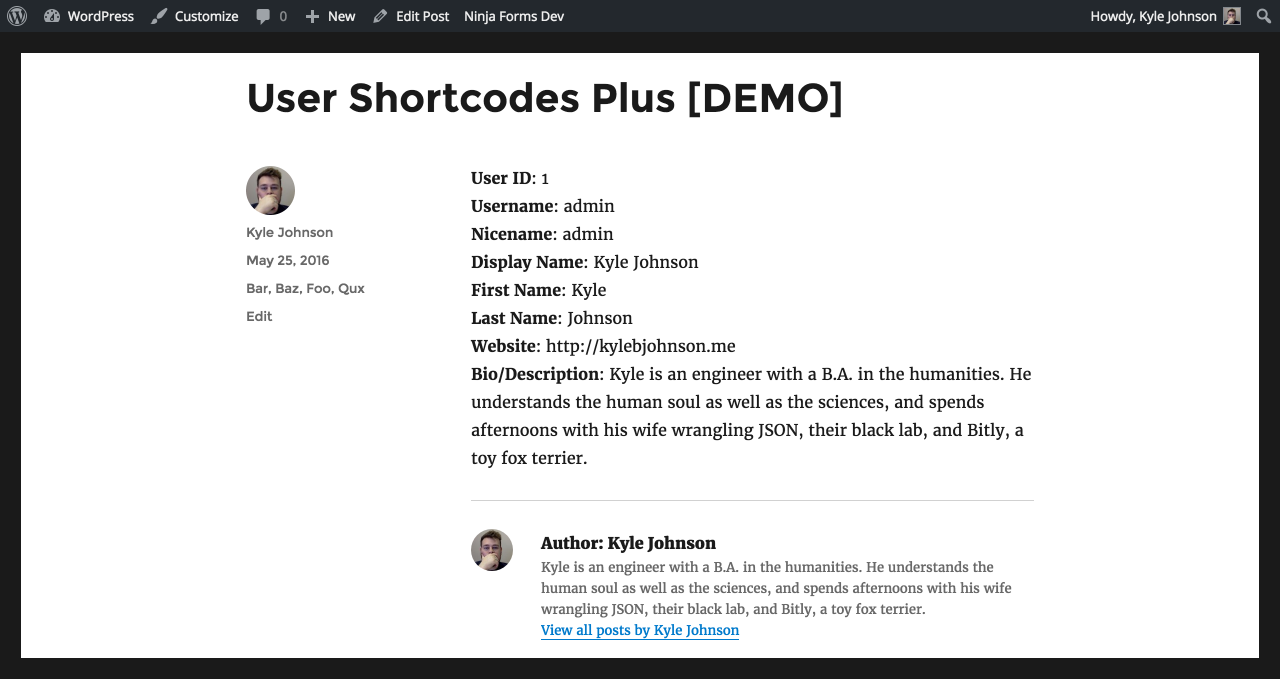 WordPress Customize 0 New Edit Post Ninja Forms Dev Howdy, Kyle Johnson
User Shortcodes Plus [DEMO]
Kyle Johnson
May 25, 2016
Bar, Baz, Foo, Qux
Edit
User ID: 1
Username: admin
Nicename: admin
Display Name: Kyle Johnson
First Name: Kyle
Last Name: Johnson
Website: http://kylebjohnson.me
Bio/Description: Kyle is an engineer with a B.A. in the humanities. He
understands the human soul as well as the sciences, and spends
afternoons with his wife wrangling JSON, their black lab, and Bitly, a
toy fox terrier.
Author: Kyle Johnson
Kyle is an engineer with a B.A. in the humanities. He understands the
human soul as well as the sciences, and spends afternoons with his wife
wrangling JSON, their black lab, and Bitly, a toy fox terrier.
View all posts by Kyle Johnson